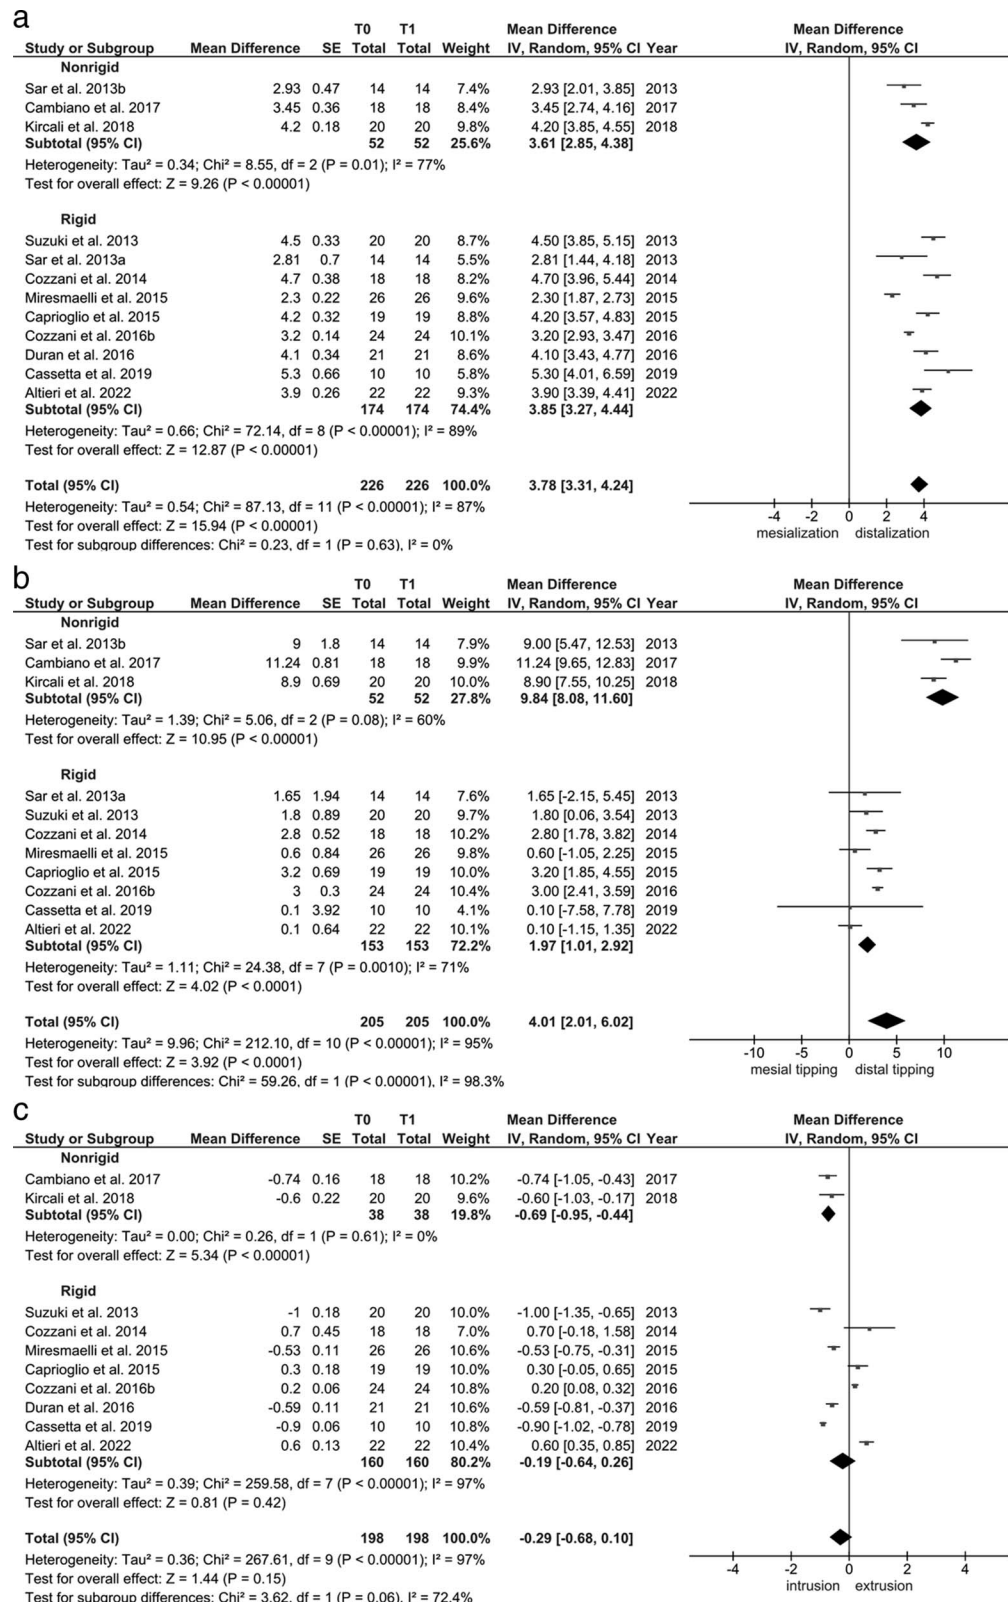 a
T0 T1 Mean Difference Mean Difference
Study or Subgroup Mean Difference SE Total Total Weight IV, Random, 95% CI Year IV, Random, 95% CI
Nonrigid
Sar et al. 2013b 2.93 0.47 14 14 7.4% 2.93 [2.01, 3.85] 2013
Cambiano et al. 2017 3.45 0.36 18 18 8.4% 3.45 [2.74, 4.16] 2017
Kircali et al. 2018 4.2 0.18 20 20 9.8% 4.20 [3.85, 4.55] 2018
Subtotal (95% CI) 52 52 25.6% 3.61 [2.85, 4.38]
Heterogeneity: Tau² = 0.34; Chi² = 8.55, df = 2 (P = 0.01); I² = 77%
Test for overall effect: Z = 9.26 (P < 0.00001)
Rigid
Suzuki et al. 2013 4.5 0.33 20 20 8.7% 4.50 [3.85, 5.15] 2013
Sar et al. 2013a 2.81 0.7 14 14 5.5% 2.81 [1.44, 4.18] 2013
Cozzani et al. 2014 4.7 0.38 18 18 8.2% 4.70 [3.96, 5.44] 2014
Miresmaelli et al. 2015 2.3 0.22 26 26 9.6% 2.30 [1.87, 2.73] 2015
Caprioglio et al. 2015 4.2 0.32 19 19 8.8% 4.20 [3.57, 4.83] 2015
Cozzani et al. 2016b 3.2 0.14 24 24 10.1% 3.20 [2.93, 3.47] 2016
Duran et al. 2016 4.1 0.34 21 21 8.6% 4.10 [3.43, 4.77] 2016
Cassetta et al. 2019 5.3 0.66 10 10 5.8% 5.30 [4.01, 6.59] 2019
Altieri et al. 2022 3.9 0.26 22 22 9.3% 3.90 [3.39, 4.41] 2022
Subtotal (95% CI) 174 174 74.4% 3.85 [3.27, 4.44]
Heterogeneity: Tau² = 0.66; Chi² = 72.14, df = 8 (P < 0.00001); I² = 89%
Test for overall effect: Z = 12.87 (P < 0.00001)
Total (95% CI) 226 226 100.0% 3.78 [3.31, 4.24]
Heterogeneity: Tau² = 0.54; Chi² = 87.13, df = 11 (P < 0.00001); I² = 87%
Test for overall effect: Z = 15.94 (P < 0.00001)
Test for subgroup differences: Chi² = 0.23, df = 1 (P = 0.63), I² = 0%
-4 -2 0 2 4
mesialization distalization
b
T0 T1 Mean Difference Mean Difference
Study or Subgroup Mean Difference SE Total Total Weight IV, Random, 95% CI Year IV, Random, 95% CI
Nonrigid
Sar et al. 2013b 9 1.8 14 14 7.9% 9.00 [5.47, 12.53] 2013
Cambiano et al. 2017 11.24 0.81 18 18 9.9% 11.24 [9.65, 12.83] 2017
Kircali et al. 2018 8.9 0.69 20 20 10.0% 8.90 [7.55, 10.25] 2018
Subtotal (95% CI) 52 52 27.8% 9.84 [8.08, 11.60]
Heterogeneity: Tau² = 1.39; Chi² = 5.06, df = 2 (P = 0.08); I² = 60%
Test for overall effect: Z = 10.95 (P < 0.00001)
Rigid
Sar et al. 2013a 1.65 1.94 14 14 7.6% 1.65 [-2.15, 5.45] 2013
Suzuki et al. 2013 1.8 0.89 20 20 9.7% 1.80 [0.06, 3.54] 2013
Cozzani et al. 2014 2.8 0.52 18 18 10.2% 2.80 [1.78, 3.82] 2014
Miresmaelli et al. 2015 0.6 0.84 26 26 9.8% 0.60 [-1.05, 2.25] 2015
Caprioglio et al. 2015 3.2 0.69 19 19 10.0% 3.20 [1.85, 4.55] 2015
Cozzani et al. 2016b 3 0.3 24 24 10.4% 3.00 [2.41, 3.59] 2016
Cassetta et al. 2019 0.1 3.92 10 10 4.1% 0.10 [-7.58, 7.78] 2019
Altieri et al. 2022 0.1 0.64 22 22 10.1% 0.10 [-1.15, 1.35] 2022
Subtotal (95% CI) 153 153 72.2% 1.97 [1.01, 2.92]
Heterogeneity: Tau² = 1.11; Chi² = 24.38, df = 7 (P = 0.0010); I² = 71%
Test for overall effect: Z = 4.02 (P < 0.0001)
Total (95% CI) 205 205 100.0% 4.01 [2.01, 6.02]
Heterogeneity: Tau² = 9.96; Chi² = 212.10, df = 10 (P < 0.00001); I² = 95%
Test for overall effect: Z = 3.92 (P < 0.0001)
Test for subgroup differences: Chi² = 59.26, df = 1 (P < 0.00001), I² = 98.3%
-10 -5 0 5 10
mesial tipping distal tipping
c
T0 T1 Mean Difference Mean Difference
Study or Subgroup Mean Difference SE Total Total Weight IV, Random, 95% CI Year IV, Random, 95% CI
Nonrigid
Cambiano et al. 2017 -0.74 0.16 18 18 10.2% -0.74 [-1.05, -0.43] 2017
Kircali et al. 2018 -0.6 0.22 20 20 9.6% -0.60 [-1.03, -0.17] 2018
Subtotal (95% CI) 38 38 19.8% -0.69 [-0.95, -0.44]
Heterogeneity: Tau² = 0.00; Chi² = 0.26, df = 1 (P = 0.61); I² = 0%
Test for overall effect: Z = 5.34 (P < 0.00001)
Rigid
Suzuki et al. 2013 -1 0.18 20 20 10.0% -1.00 [-1.35, -0.65] 2013
Cozzani et al. 2014 0.7 0.45 18 18 7.0% 0.70 [-0.18, 1.58] 2014
Miresmaelli et al. 2015 -0.53 0.11 26 26 10.6% -0.53 [-0.75, -0.31] 2015
Caprioglio et al. 2015 0.3 0.18 19 19 10.0% 0.30 [-0.05, 0.65] 2015
Cozzani et al. 2016b 0.2 0.06 24 24 10.8% 0.20 [0.08, 0.32] 2016
Duran et al. 2016 -0.59 0.11 21 21 10.6% -0.59 [-0.81, -0.37] 2016
Cassetta et al. 2019 -0.9 0.06 10 10 10.8% -0.90 [-1.02, -0.78] 2019
Altieri et al. 2022 0.6 0.13 22 22 10.4% 0.60 [0.35, 0.85] 2022
Subtotal (95% CI) 160 160 80.2% -0.19 [-0.64, 0.26]
Heterogeneity: Tau² = 0.39; Chi² = 259.58, df = 7 (P < 0.00001); I² = 97%
Test for overall effect: Z = 0.81 (P = 0.42)
Total (95% CI) 198 198 100.0% -0.29 [-0.68, 0.10]
Heterogeneity: Tau² = 0.36; Chi² = 267.61, df = 9 (P < 0.00001); I² = 97%
Test for overall effect: Z = 1.44 (P = 0.15)
Test for subgroup differences: Chi² = 3.62, df = 1 (P = 0.06), I² = 72.4%
-4 -2 0 2 4
intrusion extrusion